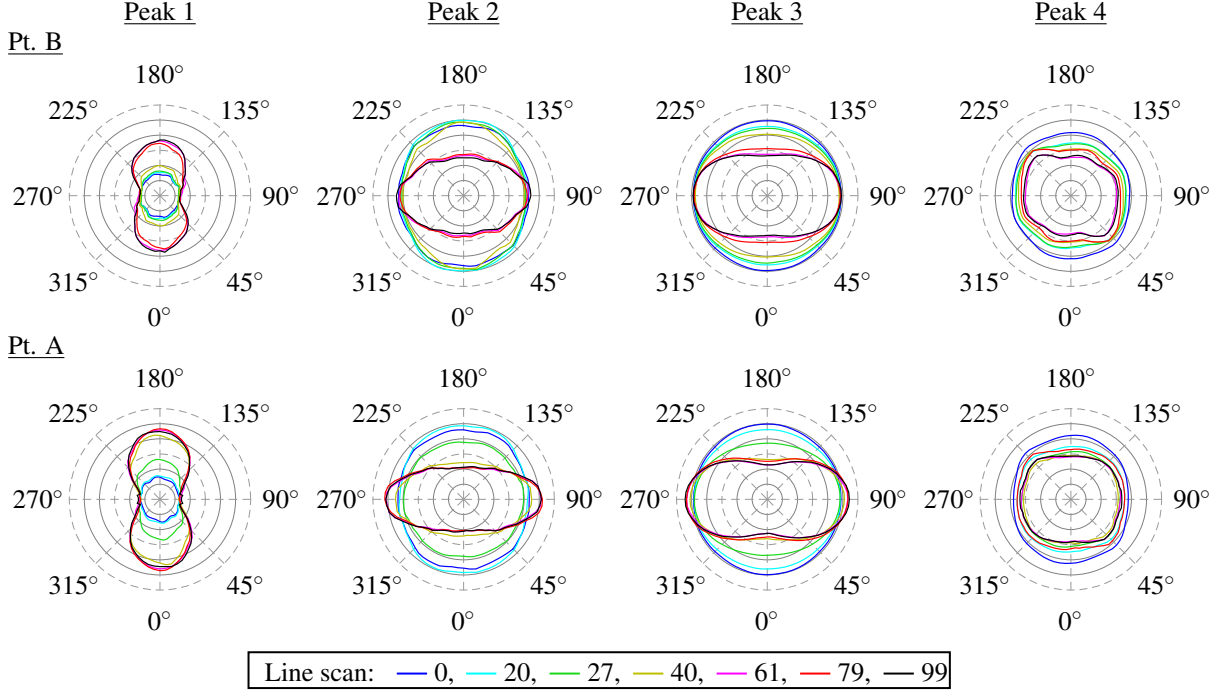 Peak 1 Peak 2 Peak 3 Peak 4
Pt. B
180° 180° 180° 180°
225° 135° 225° 135° 225° 135° 225° 135°
270° 90° 270° 90° 270° 90° 270° 90°
315° 45° 315° 45° 315° 45° 315° 45°
0° 0° 0° 0°
Pt. A
180° 180° 180° 180°
225° 135° 225° 135° 225° 135° 225° 135°
270° 90° 270° 90° 270° 90° 270° 90°
315° 45° 315° 45° 315° 45° 315° 45°
0° 0° 0° 0°
Line scan: 0, 20, 27, 40, 61, 79, 99